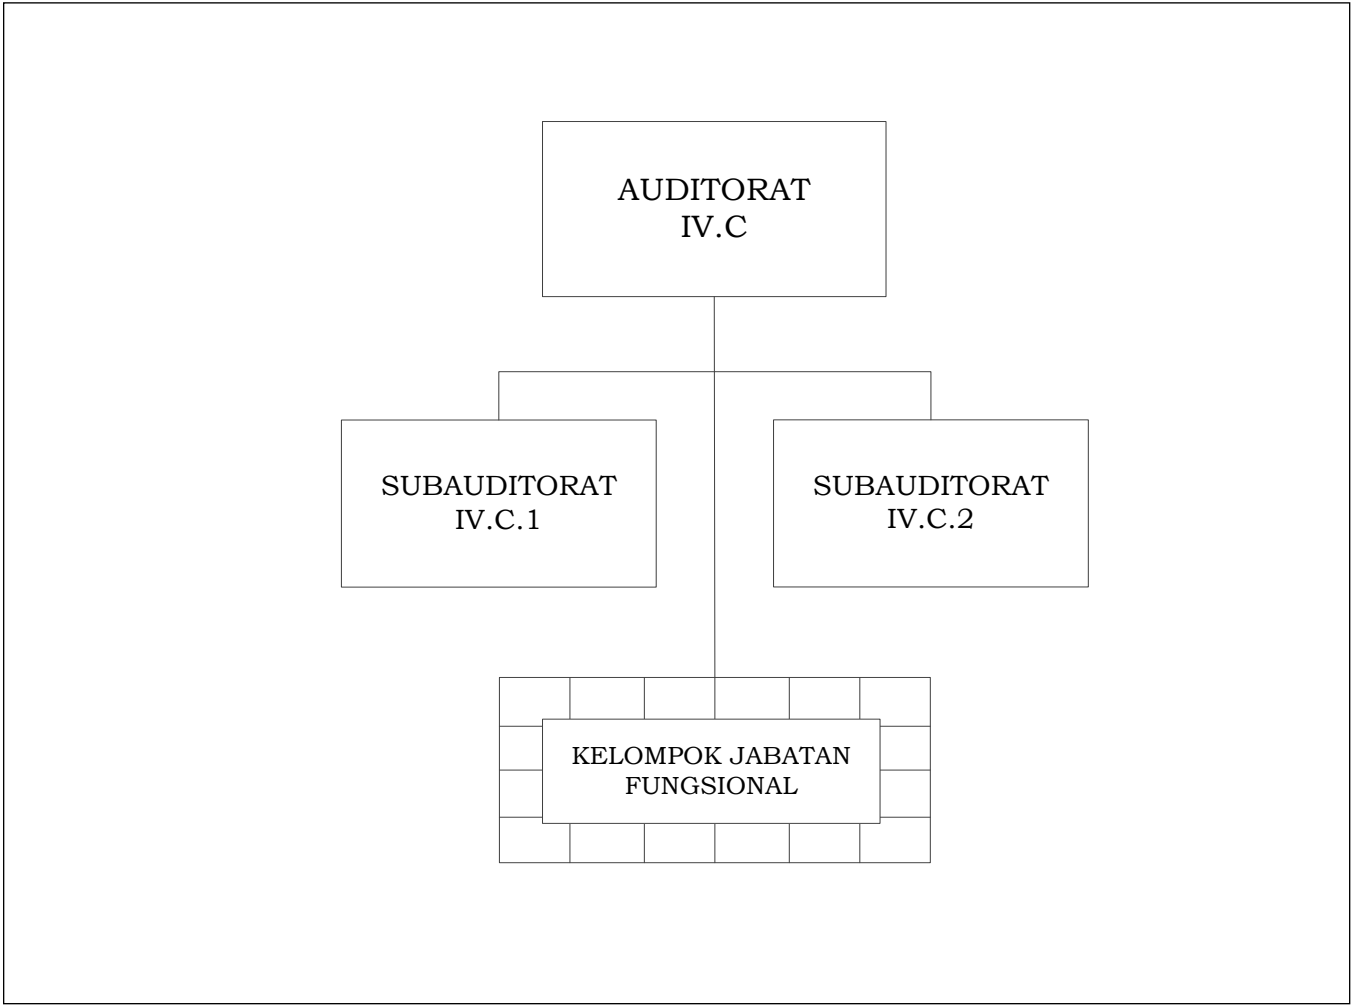 AUDITORAT
IV.C
SUBAUDITORAT
IV.C.1
SUBAUDITORAT
IV.C.2
KELOMPOK JABATAN
FUNGSIONAL